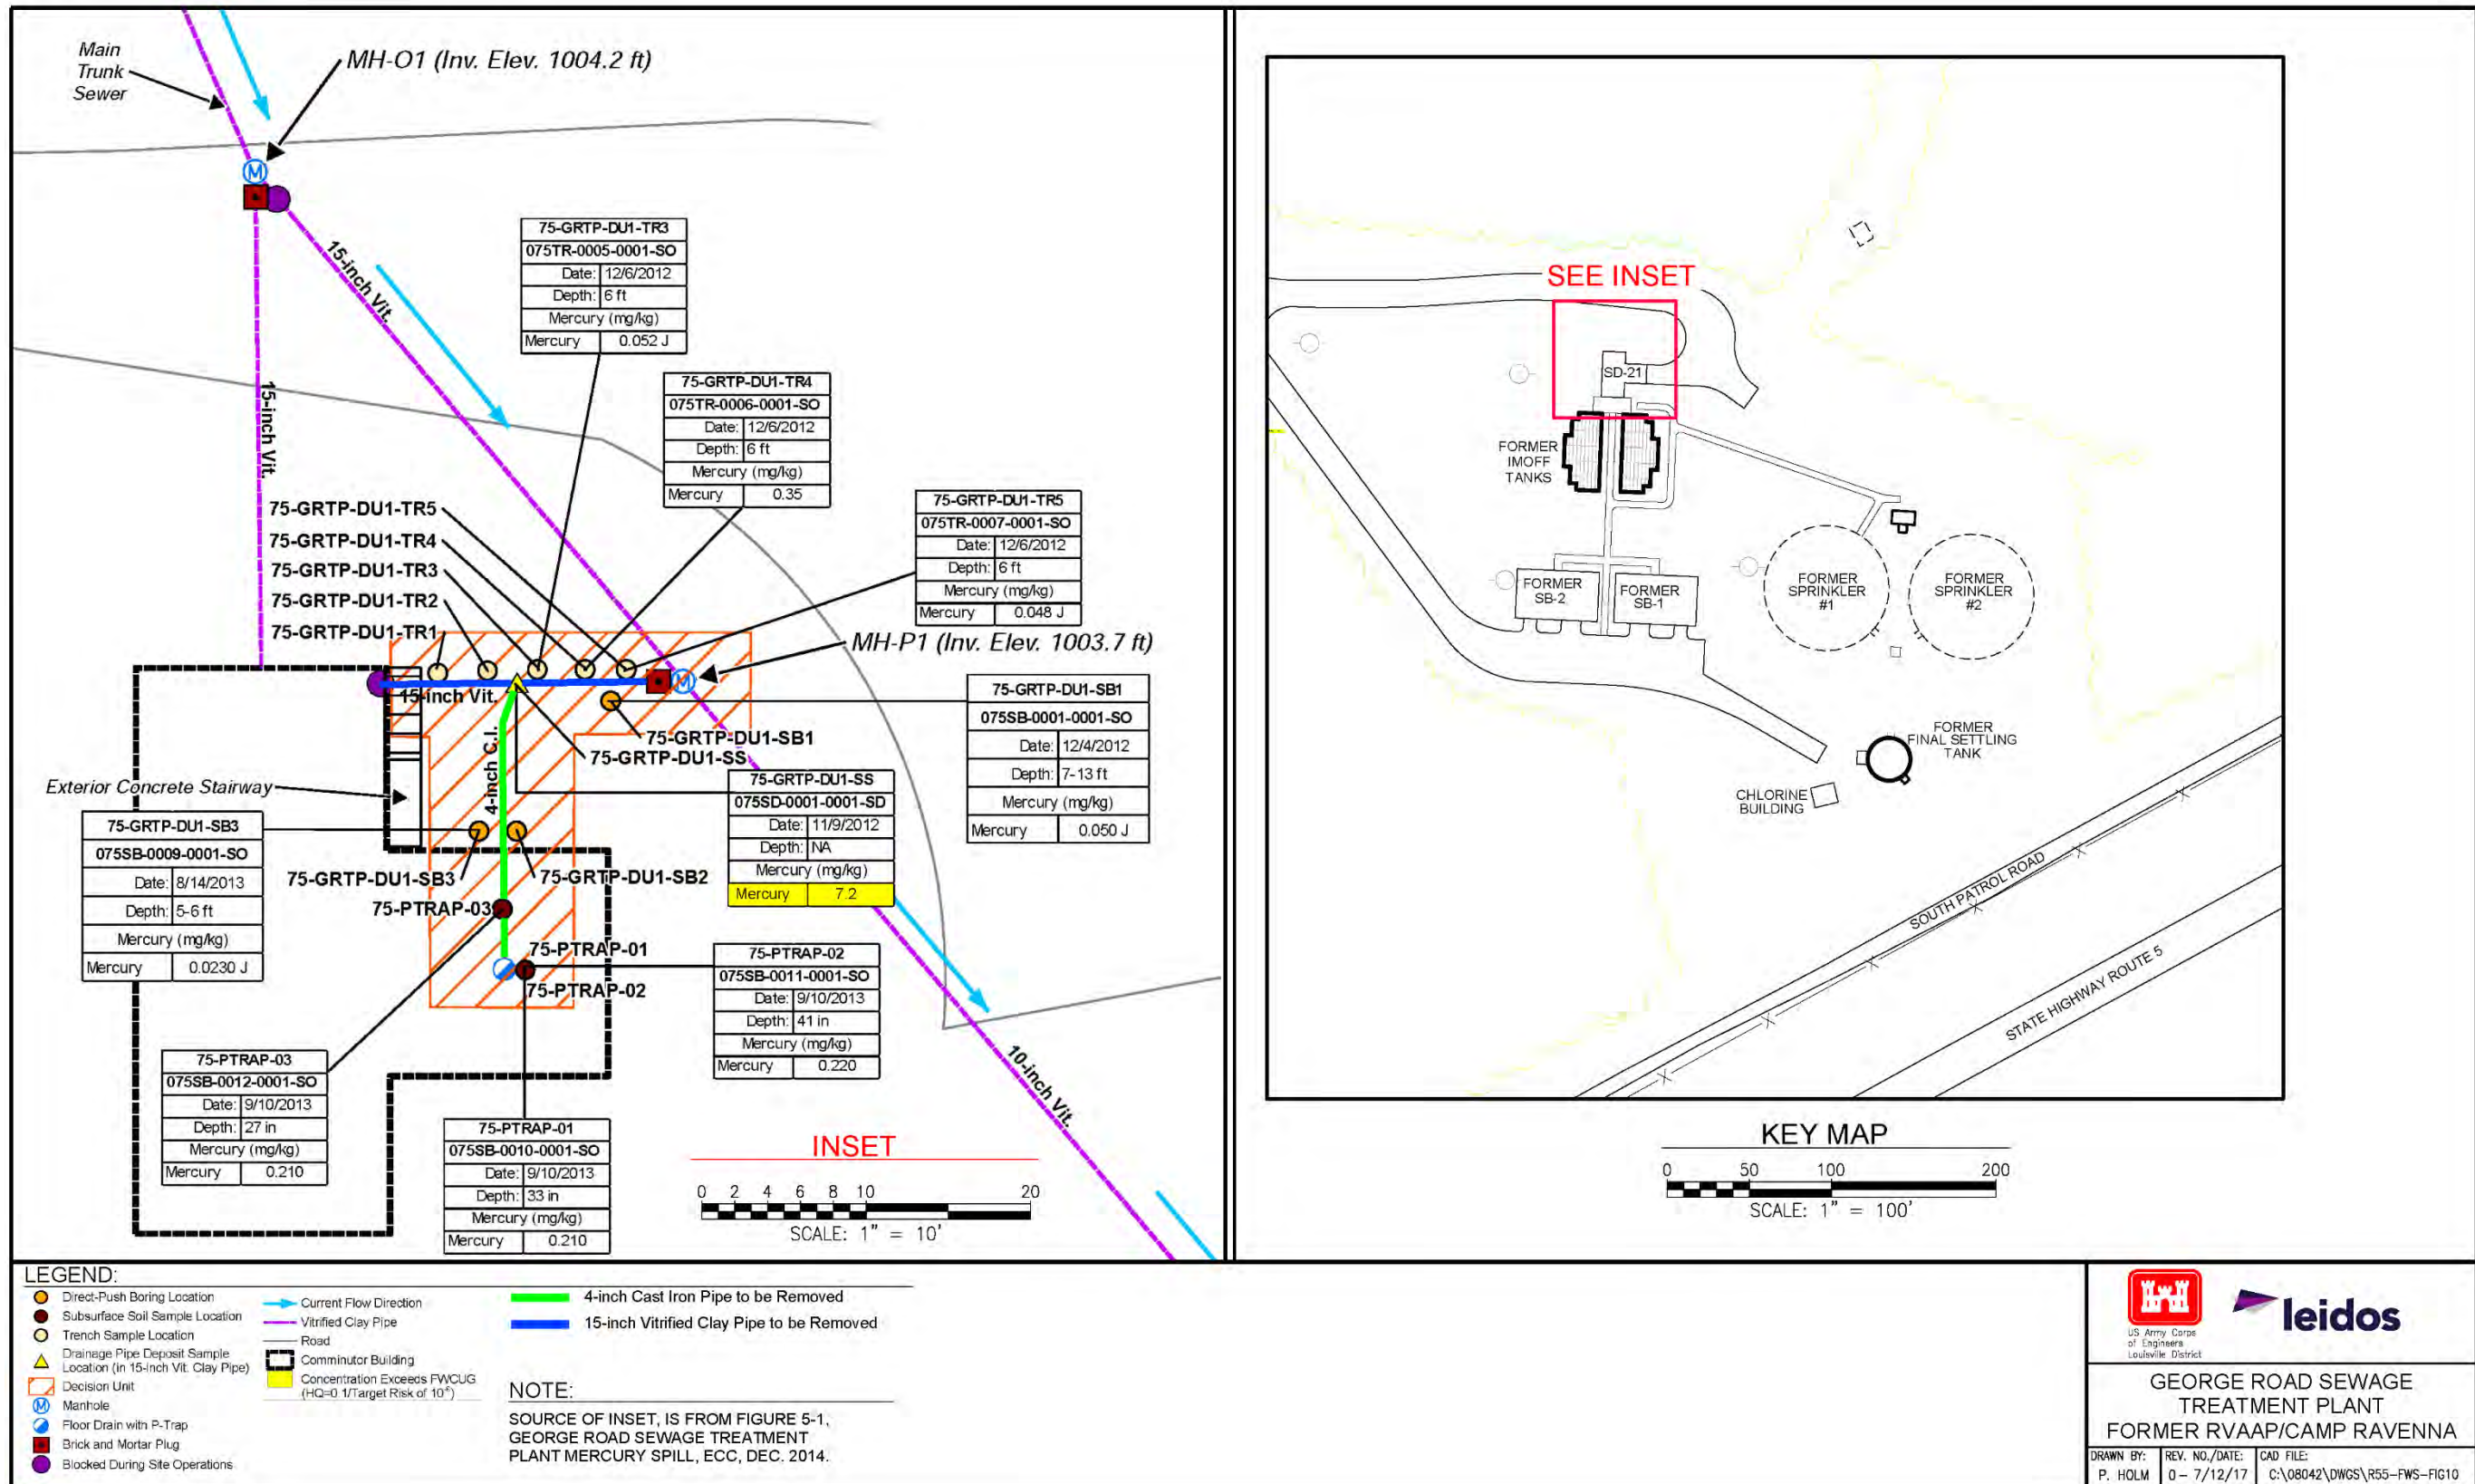 Main
Trunk
Sewer
MH-O1 (Inv. Elev. 1004.2 ft)
15-inch Vit.
15-inch Vit.
75-GRTP-DU1-TR3
075TR-0005-0001-SO
Date: 12/6/2012
Depth: 6 ft
Mercury (mg/kg)
Mercury 0.052 J
75-GRTP-DU1-TR4
075TR-0006-0001-SO
Date: 12/6/2012
Depth: 6 ft
Mercury (mg/kg)
Mercury 0.35
75-GRTP-DU1-TR5
075TR-0007-0001-SO
Date: 12/6/2012
Depth: 6 ft
Mercury (mg/kg)
Mercury 0.048 J
75-GRTP-DU1-TR5
75-GRTP-DU1-TR4
75-GRTP-DU1-TR3
75-GRTP-DU1-TR2
75-GRTP-DU1-TR1
MH-P1 (Inv. Elev. 1003.7 ft)
15-inch Vit.
4-inch C.I.
75-GRTP-DU1-SB1
75-GRTP-DU1-SS
75-GRTP-DU1-SB1
075SB-0001-0001-SO
Date: 12/4/2012
Depth: 7-13 ft
Mercury (mg/kg)
Mercury 0.050 J
75-GRTP-DU1-SS
075SD-0001-0001-SD
Date: 11/9/2012
Depth: NA
Mercury (mg/kg)
Mercury 7.2
Exterior Concrete Stairway
75-GRTP-DU1-SB3
075SB-0009-0001-SO
Date: 8/14/2013
Depth: 5-6 ft
Mercury (mg/kg)
Mercury 0.0230 J
75-GRTP-DU1-SB3
75-GRTP-DU1-SB2
75-PTRAP-03
75-PTRAP-01
75-PTRAP-02
75-PTRAP-02
075SB-0011-0001-SO
Date: 9/10/2013
Depth: 41 in
Mercury (mg/kg)
Mercury 0.220
75-PTRAP-03
075SB-0012-0001-SO
Date: 9/10/2013
Depth: 27 in
Mercury (mg/kg)
Mercury 0.210
75-PTRAP-01
075SB-0010-0001-SO
Date: 9/10/2013
Depth: 33 in
Mercury (mg/kg)
Mercury 0.210
10-inch Vit.
INSET
0 2 4 6 8 10 20
SCALE: 1" = 10'
SEE INSET
SD-21
FORMER
IMOFF
TANKS
FORMER
SB-2
FORMER
SB-1
FORMER
SPRINKLER
#1
FORMER
SPRINKLER
#2
FORMER
FINAL SETTLING
TANK
CHLORINE
BUILDING
SOUTH PATROL ROAD
STATE HIGHWAY ROUTE 5
KEY MAP
0 50 100 200
SCALE: 1" = 100'
LEGEND:
Direct-Push Boring Location
Subsurface Soil Sample Location
Trench Sample Location
Drainage Pipe Deposit Sample
Location (in 15-inch Vit. Clay Pipe)
Decision Unit
M Manhole
Floor Drain with P-Trap
Brick and Mortar Plug
Blocked During Site Operations
Current Flow Direction
Vitrified Clay Pipe
Road
Comminutor Building
Concentration Exceeds FWCUG
(HQ=0.1/Target Risk of 10⁻⁶)
4-inch Cast Iron Pipe to be Removed
15-inch Vitrified Clay Pipe to be Removed
NOTE:
SOURCE OF INSET, IS FROM FIGURE 5-1,
GEORGE ROAD SEWAGE TREATMENT
PLANT MERCURY SPILL, ECC, DEC. 2014.
US Army Corps
of Engineers
Louisville District
leidos
GEORGE ROAD SEWAGE
TREATMENT PLANT
FORMER RVAAP/CAMP RAVENNA
DRAWN BY: REV. NO./DATE: CAD FILE:
P. HOLM 0 - 7/12/17 C:\08042\DWGS\R55-FWS-FIG10